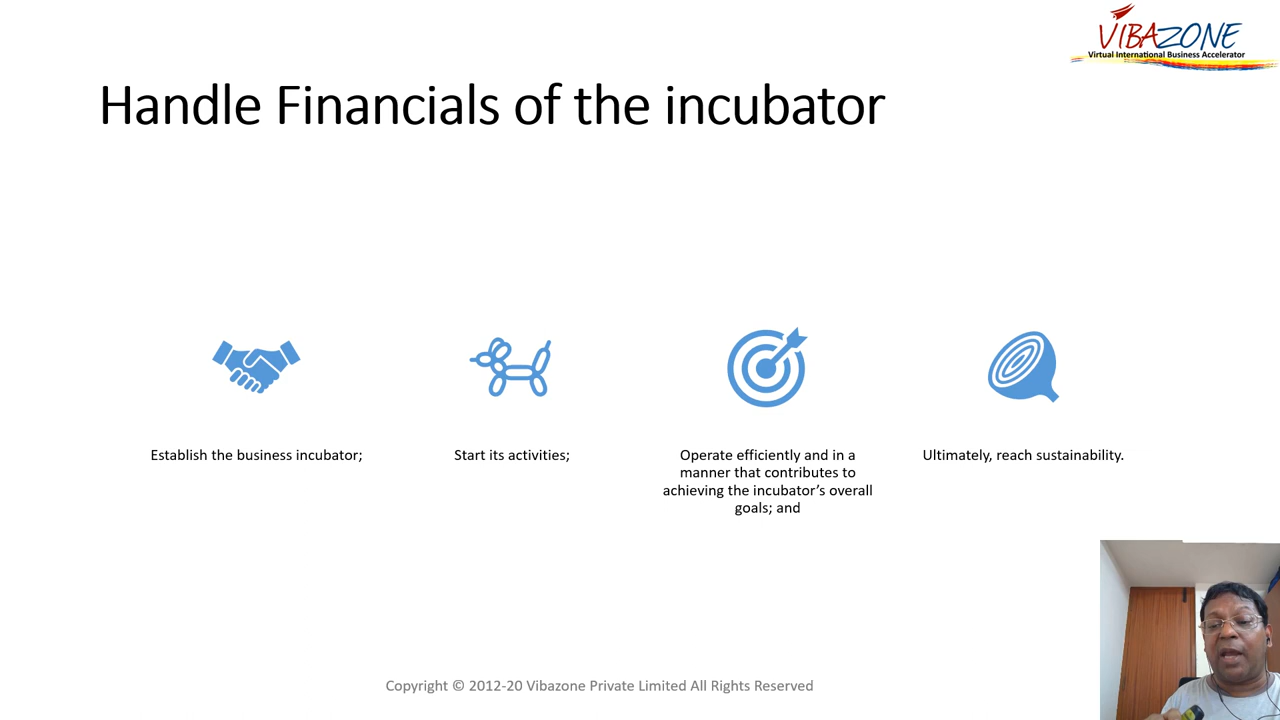 VIBAZONE
Virtual International Business Accelerator
Handle Financials of the incubator
Establish the business incubator;
Start its activities;
Operate efficiently and in a
manner that contributes to
achieving the incubator’s overall
goals; and
Ultimately, reach sustainability.
Copyright © 2012-20 Vibazone Private Limited All Rights Reserved